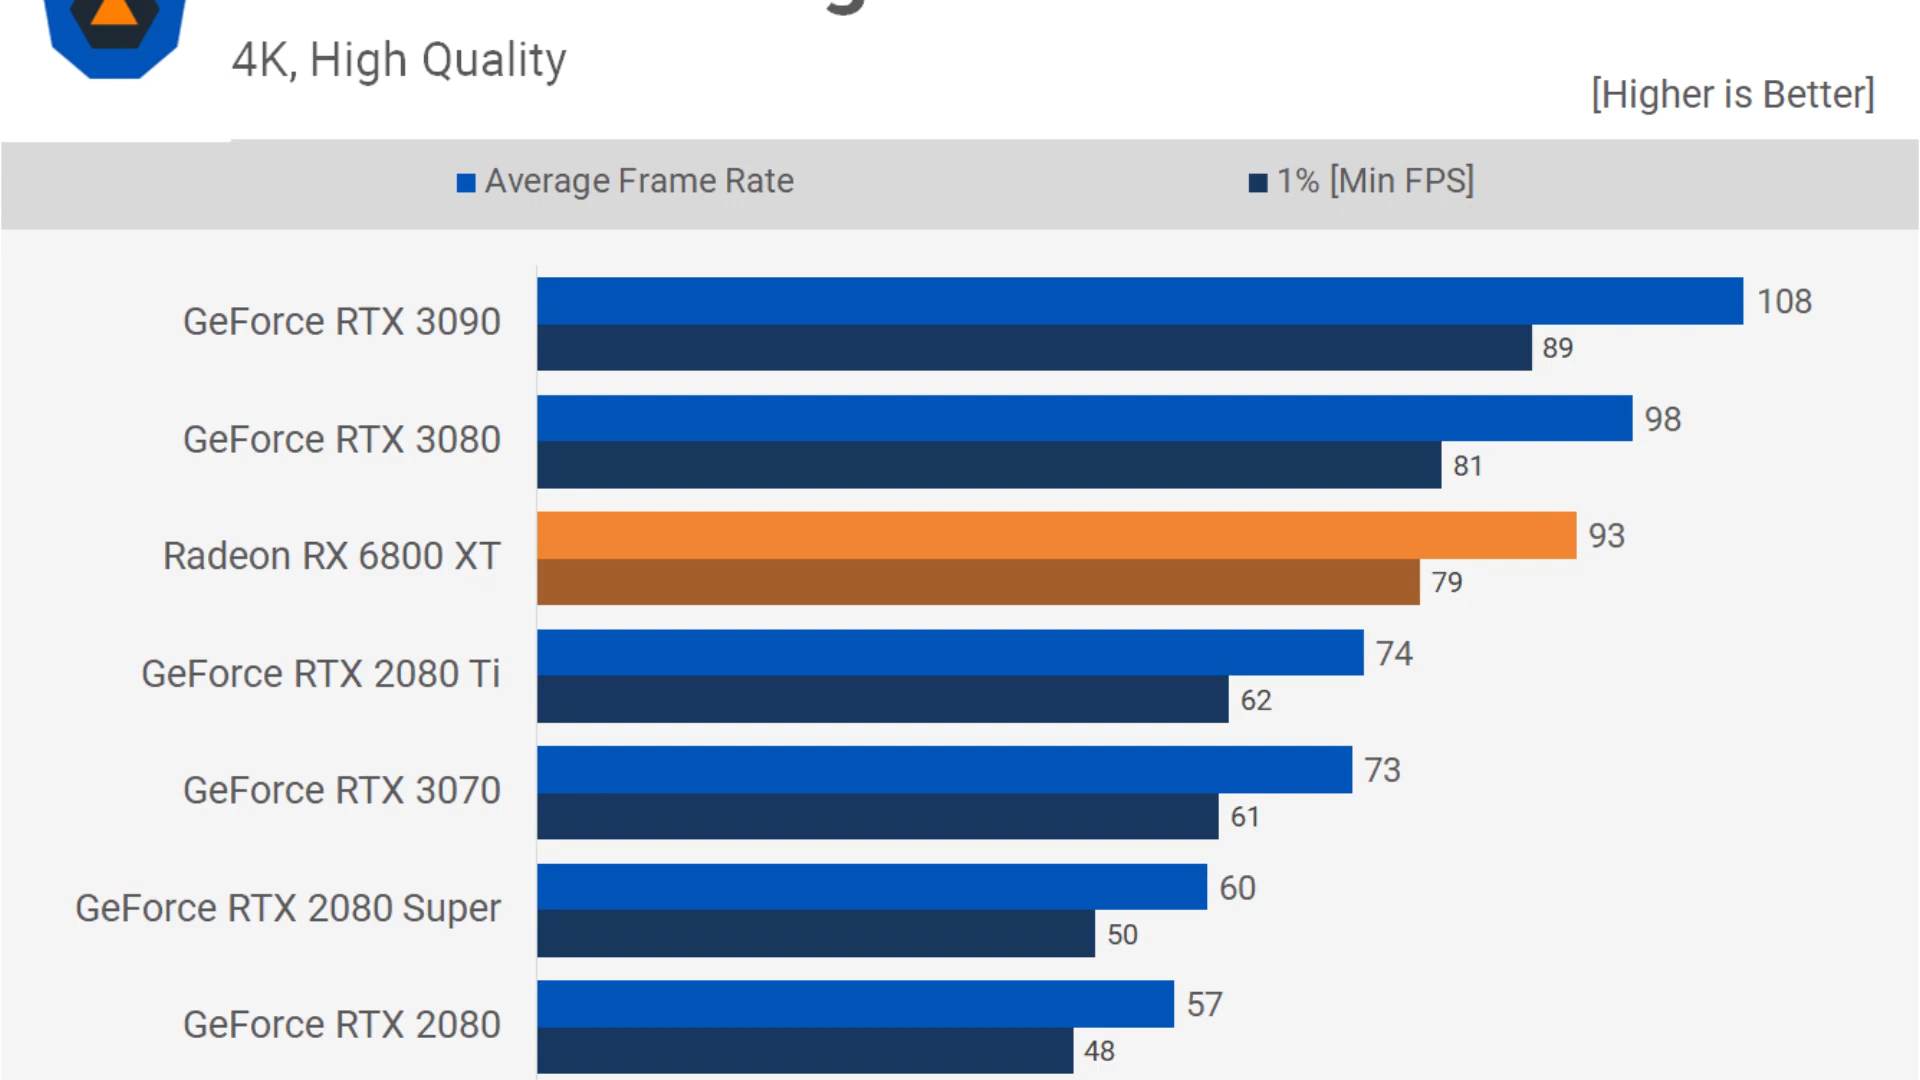 4K, High Quality
[Higher is Better]
Average Frame Rate
1% [Min FPS]
GeForce RTX 3090
108
89
GeForce RTX 3080
98
81
Radeon RX 6800 XT
93
79
GeForce RTX 2080 Ti
74
62
GeForce RTX 3070
73
61
GeForce RTX 2080 Super
60
50
GeForce RTX 2080
57
48